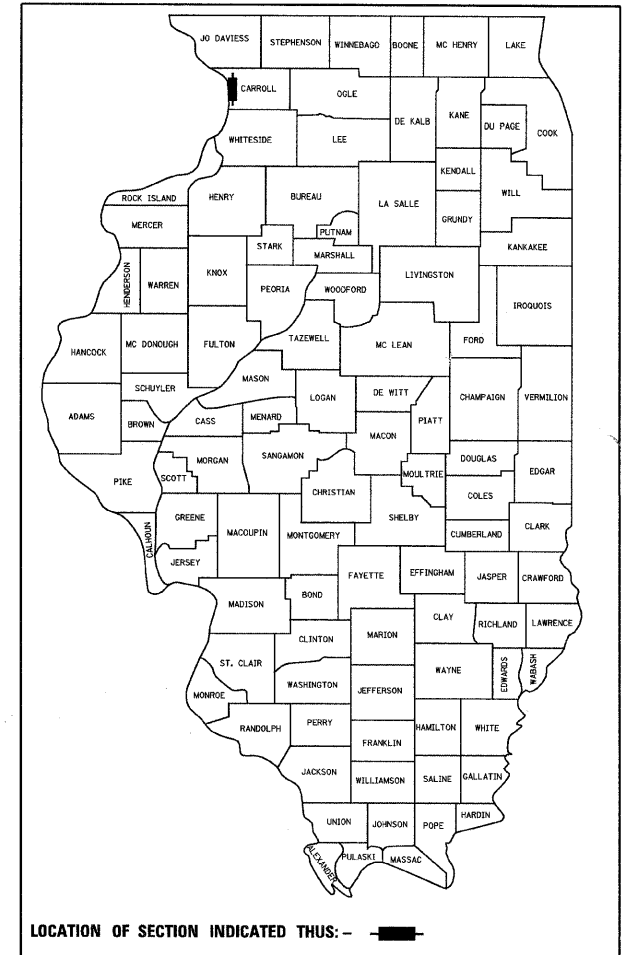 JO DAVIESS
STEPHENSON
WINNEBAGO
BOONE
MC HENRY
LAKE
CARROLL
OGLE
DE KALB
KANE
DU PAGE
COOK
WHITESIDE
LEE
KENDALL
WILL
ROCK ISLAND
HENRY
BUREAU
LA SALLE
GRUNDY
MERCER
PUTNAM
STARK
MARSHALL
KANKAKEE
HENDERSON
WARREN
KNOX
PEORIA
WOODFORD
LIVINGSTON
IROQUOIS
HANCOCK
MC DONOUGH
FULTON
TAZEWELL
MC LEAN
FORD
MASON
SCHUYLER
LOGAN
DE WITT
CHAMPAIGN
VERMILION
ADAMS
BROWN
CASS
MENARD
MACON
PIATT
PIKE
SCOTT
MORGAN
SANGAMON
CHRISTIAN
MOULTRIE
DOUGLAS
EDGAR
COLES
CALHOUN
GREENE
MACOUPIN
MONTGOMERY
SHELBY
CUMBERLAND
CLARK
JERSEY
FAYETTE
EFFINGHAM
JASPER
CRAWFORD
MADISON
BOND
CLAY
RICHLAND
LAWRENCE
CLINTON
MARION
ST. CLAIR
WAYNE
EDWARDS
WABASH
WASHINGTON
JEFFERSON
MONROE
RANDOLPH
PERRY
HAMILTON
WHITE
FRANKLIN
JACKSON
WILLIAMSON
SALINE
GALLATIN
UNION
JOHNSON
POPE
HARDIN
ALEXANDER
PULASKI
MASSAC
LOCATION OF SECTION INDICATED THUS: -